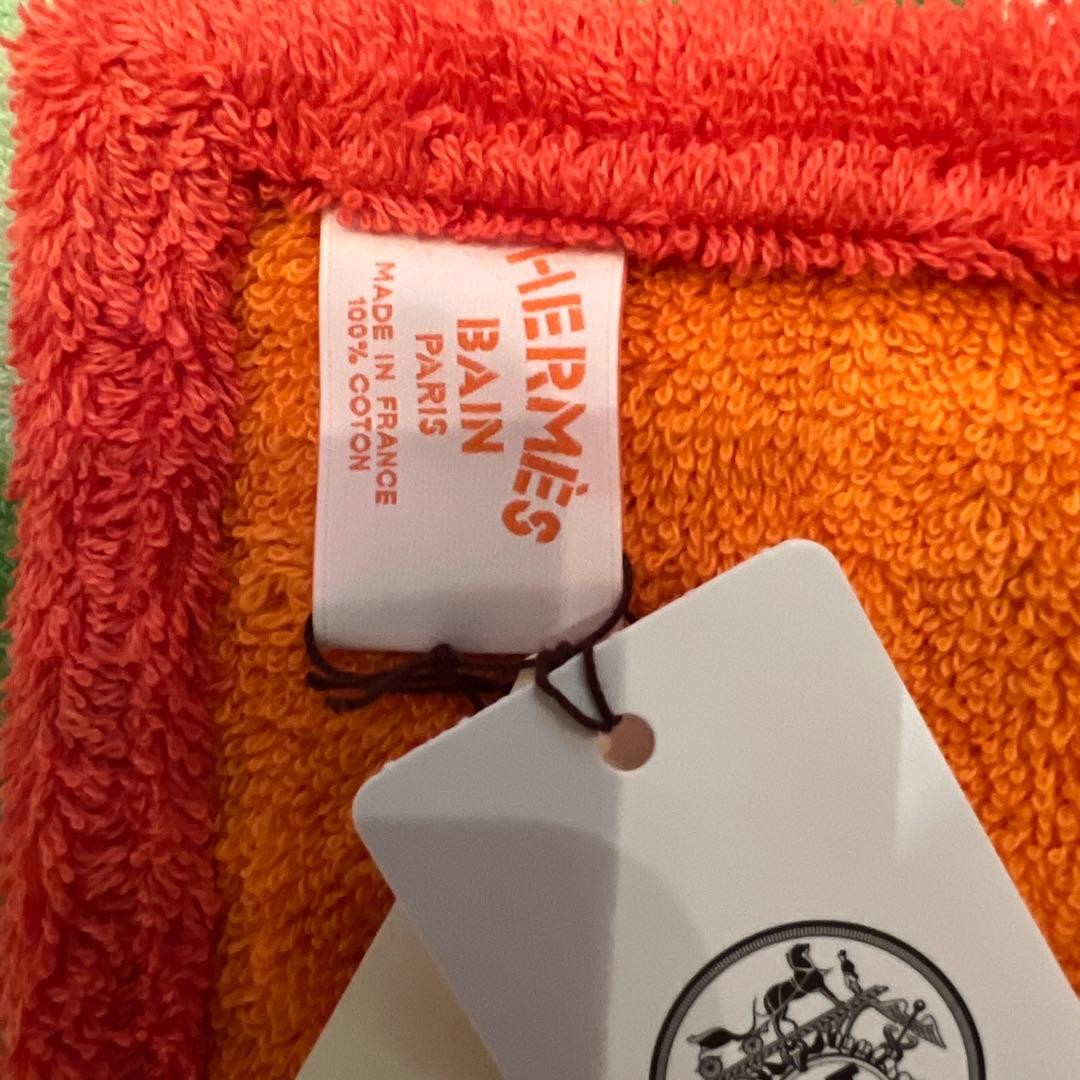 HERMÈS
BAIN
PARIS
MADE IN FRANCE
100% COTON